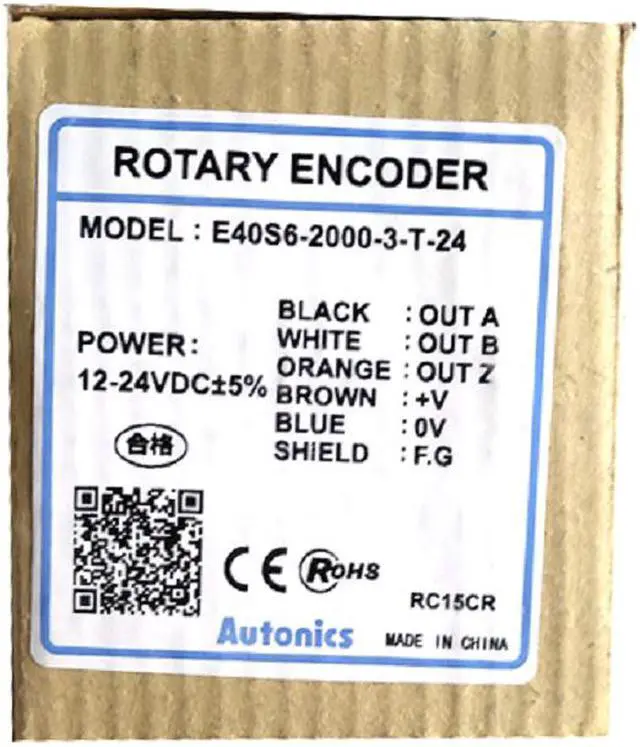 ROTARY ENCODER
MODEL : E40S6-2000-3-T-24
POWER:
12-24VDC±5%
BLACK : OUT A
WHITE : OUT B
ORANGE : OUT Z
BROWN : +V
BLUE : 0V
SHIELD : F.G
合格
CE RoHS
RC15CR
Autonics
MADE IN CHINA